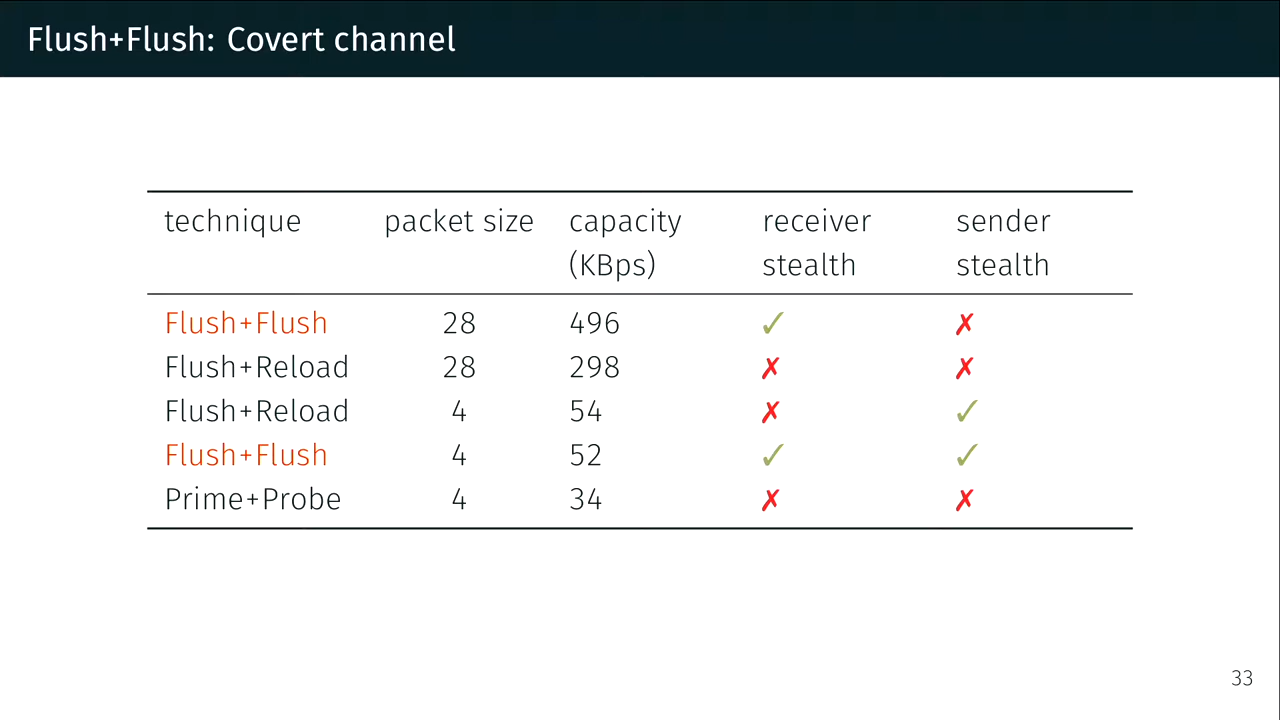 Flush+Flush: Covert channel
technique packet size capacity receiver sender
(KBps) stealth stealth
Flush+Flush 28 496 ✓ ✗
Flush+Reload 28 298 ✗ ✗
Flush+Reload 4 54 ✗ ✓
Flush+Flush 4 52 ✓ ✓
Prime+Probe 4 34 ✗ ✗
33